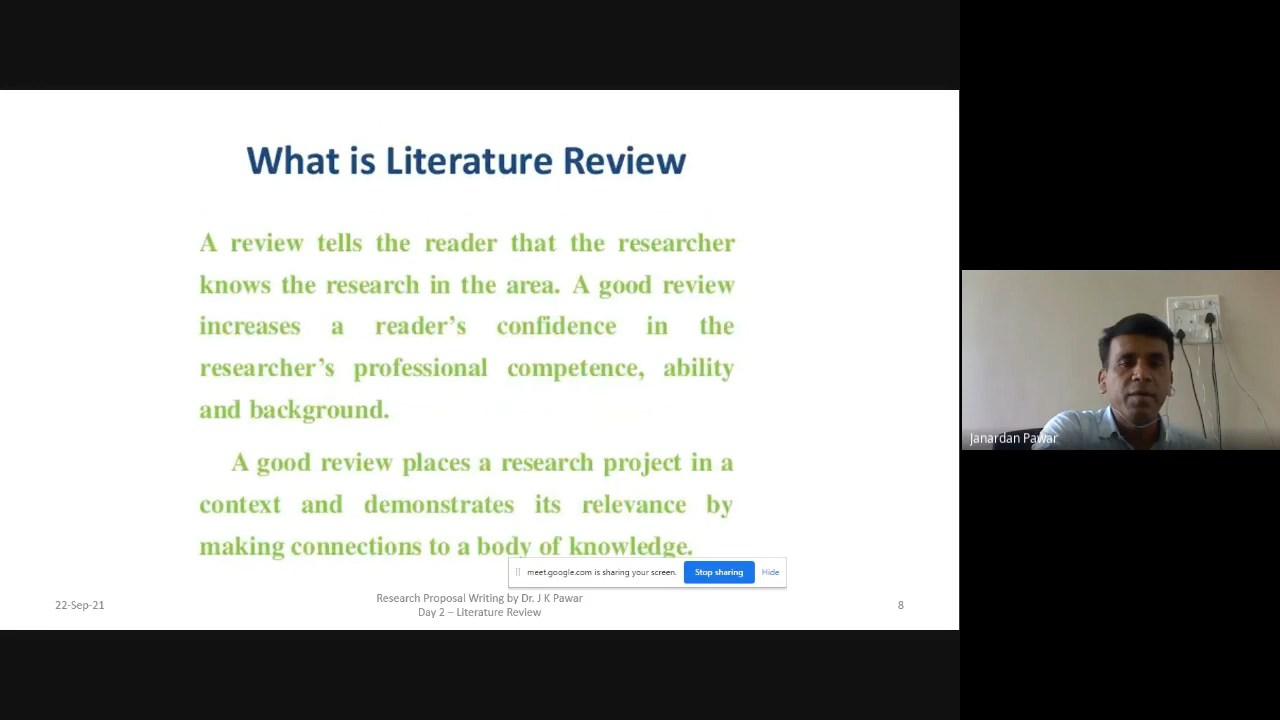 What is Literature Review
A review tells the reader that the researcher
knows the research in the area. A good review
increases a reader’s confidence in the
researcher’s professional competence, ability
and background.
A good review places a research project in a
context and demonstrates its relevance by
making connections to a body of knowledge.
meet.google.com is sharing your screen. Stop sharing Hide
22-Sep-21
Research Proposal Writing by Dr. J K Pawar
Day 2 – Literature Review
8
Janardan Pawar